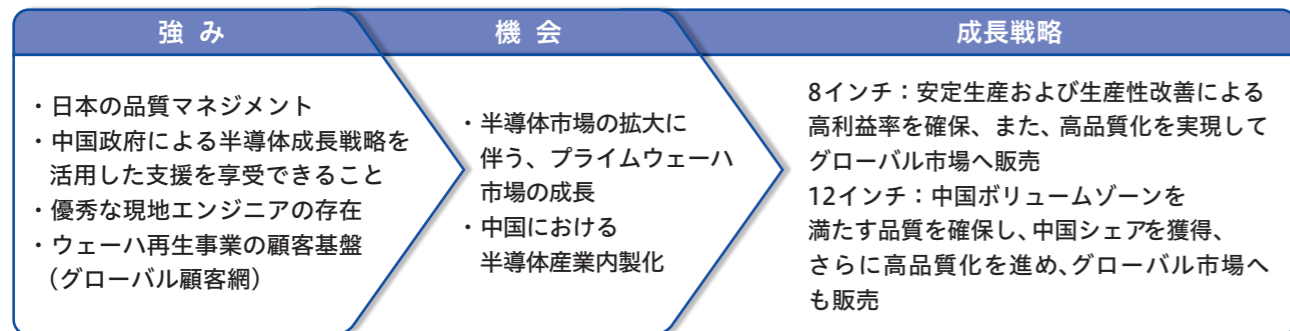 強み
・日本の品質マネジメント
・中国政府による半導体成長戦略を
活用した支援を享受できること
・優秀な現地エンジニアの存在
・ウェーハ再生事業の顧客基盤
(グローバル顧客網)
機会
・半導体市場の拡大に
伴う、プライムウェーハ
市場の成長
・中国における
半導体産業内製化
成長戦略
8インチ：安定生産および生産性改善による
高利益率を確保、また、高品質化を実現して
グローバル市場へ販売
12インチ：中国ボリュームゾーンを
満たす品質を確保し、中国シェアを獲得、
さらに高品質化を進め、グローバル市場へ
も販売